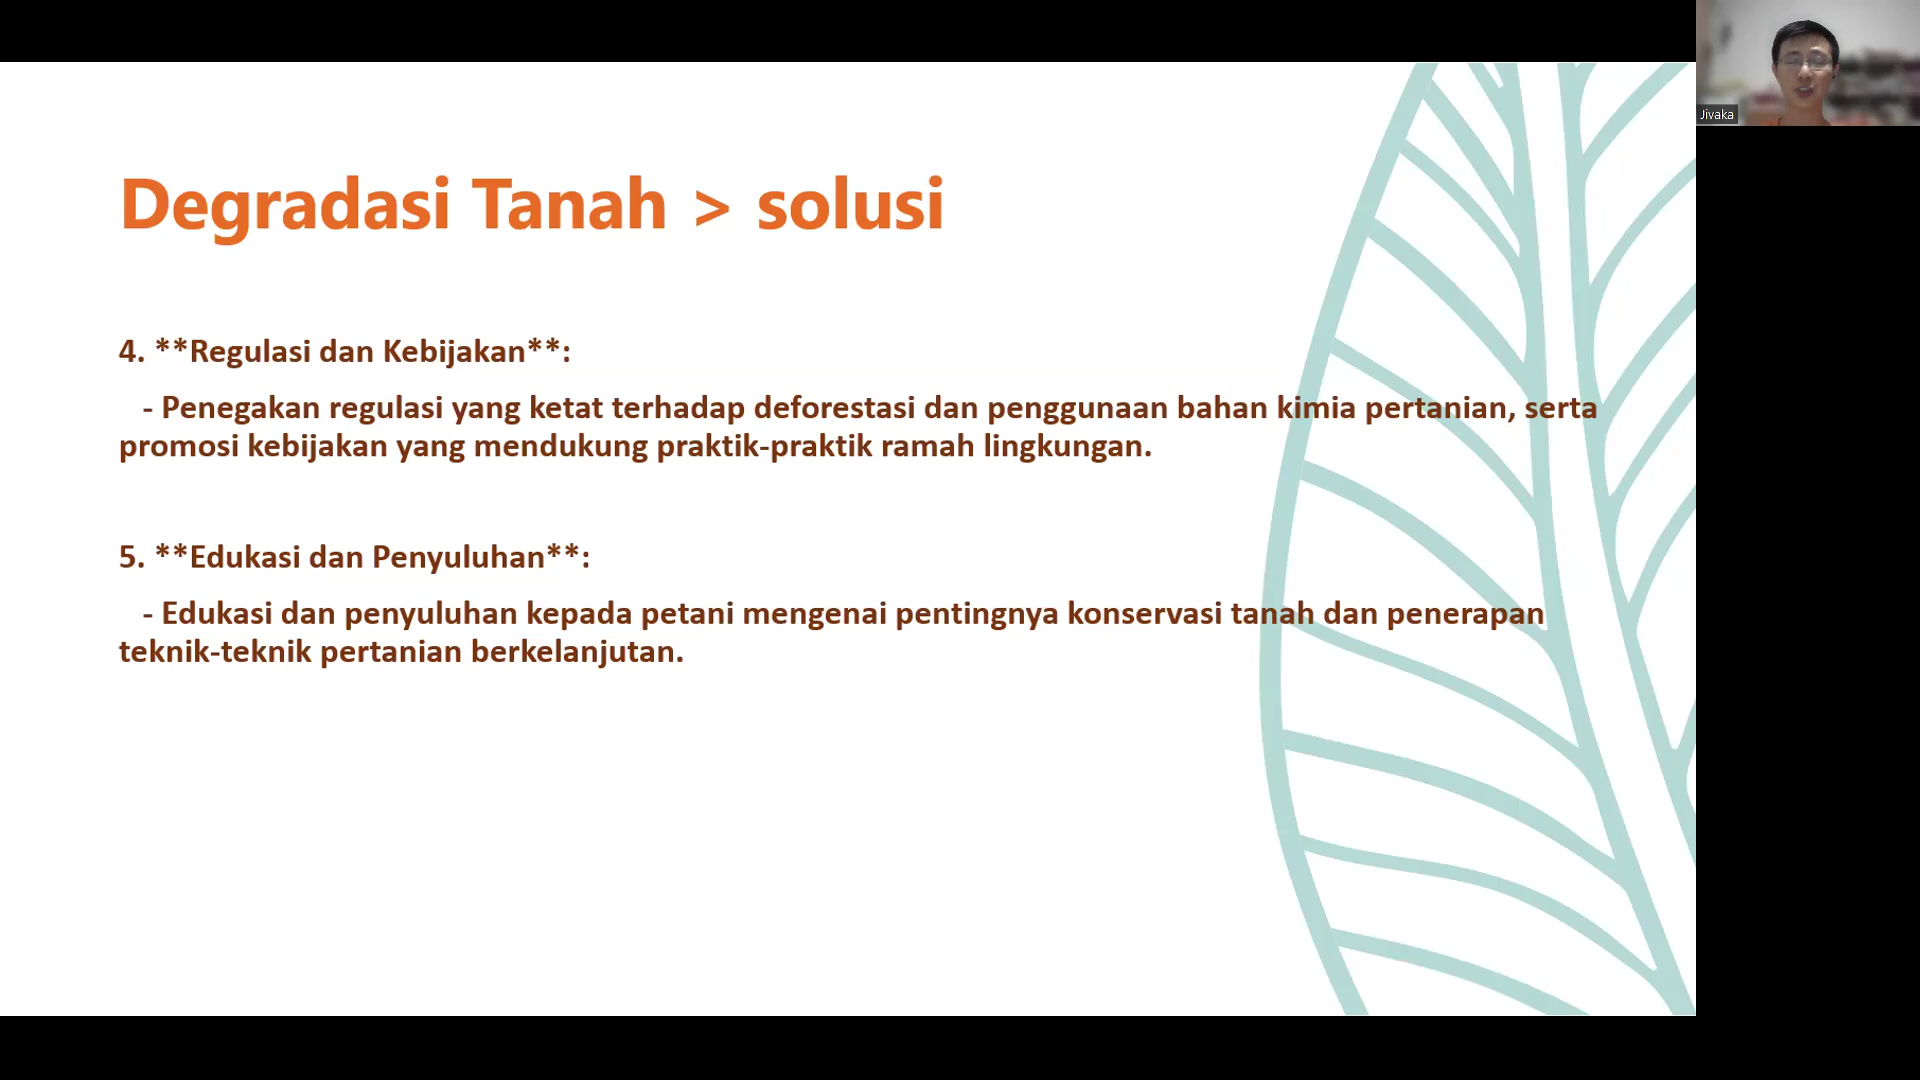 Degradasi Tanah > solusi
4. **Regulasi dan Kebijakan**:
- Penegakan regulasi yang ketat terhadap deforestasi dan penggunaan bahan kimia pertanian, serta
promosi kebijakan yang mendukung praktik-praktik ramah lingkungan.
5. **Edukasi dan Penyuluhan**:
- Edukasi dan penyuluhan kepada petani mengenai pentingnya konservasi tanah dan penerapan
teknik-teknik pertanian berkelanjutan.
Jivaka